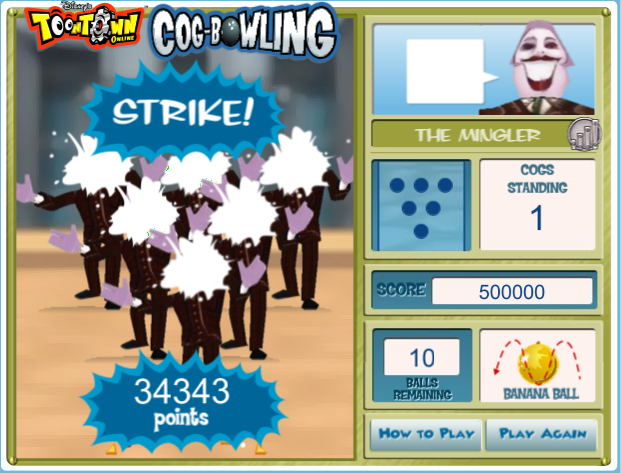 Disney's
TOONTOWN
ONLINE
COG-BOWLING
STRIKE!
THE MINGLER
COGS
STANDING
1
SCORE
500000
10
BALLS
REMAINING
BANANA BALL
34343
points
HOW TO PLAY
PLAY AGAIN